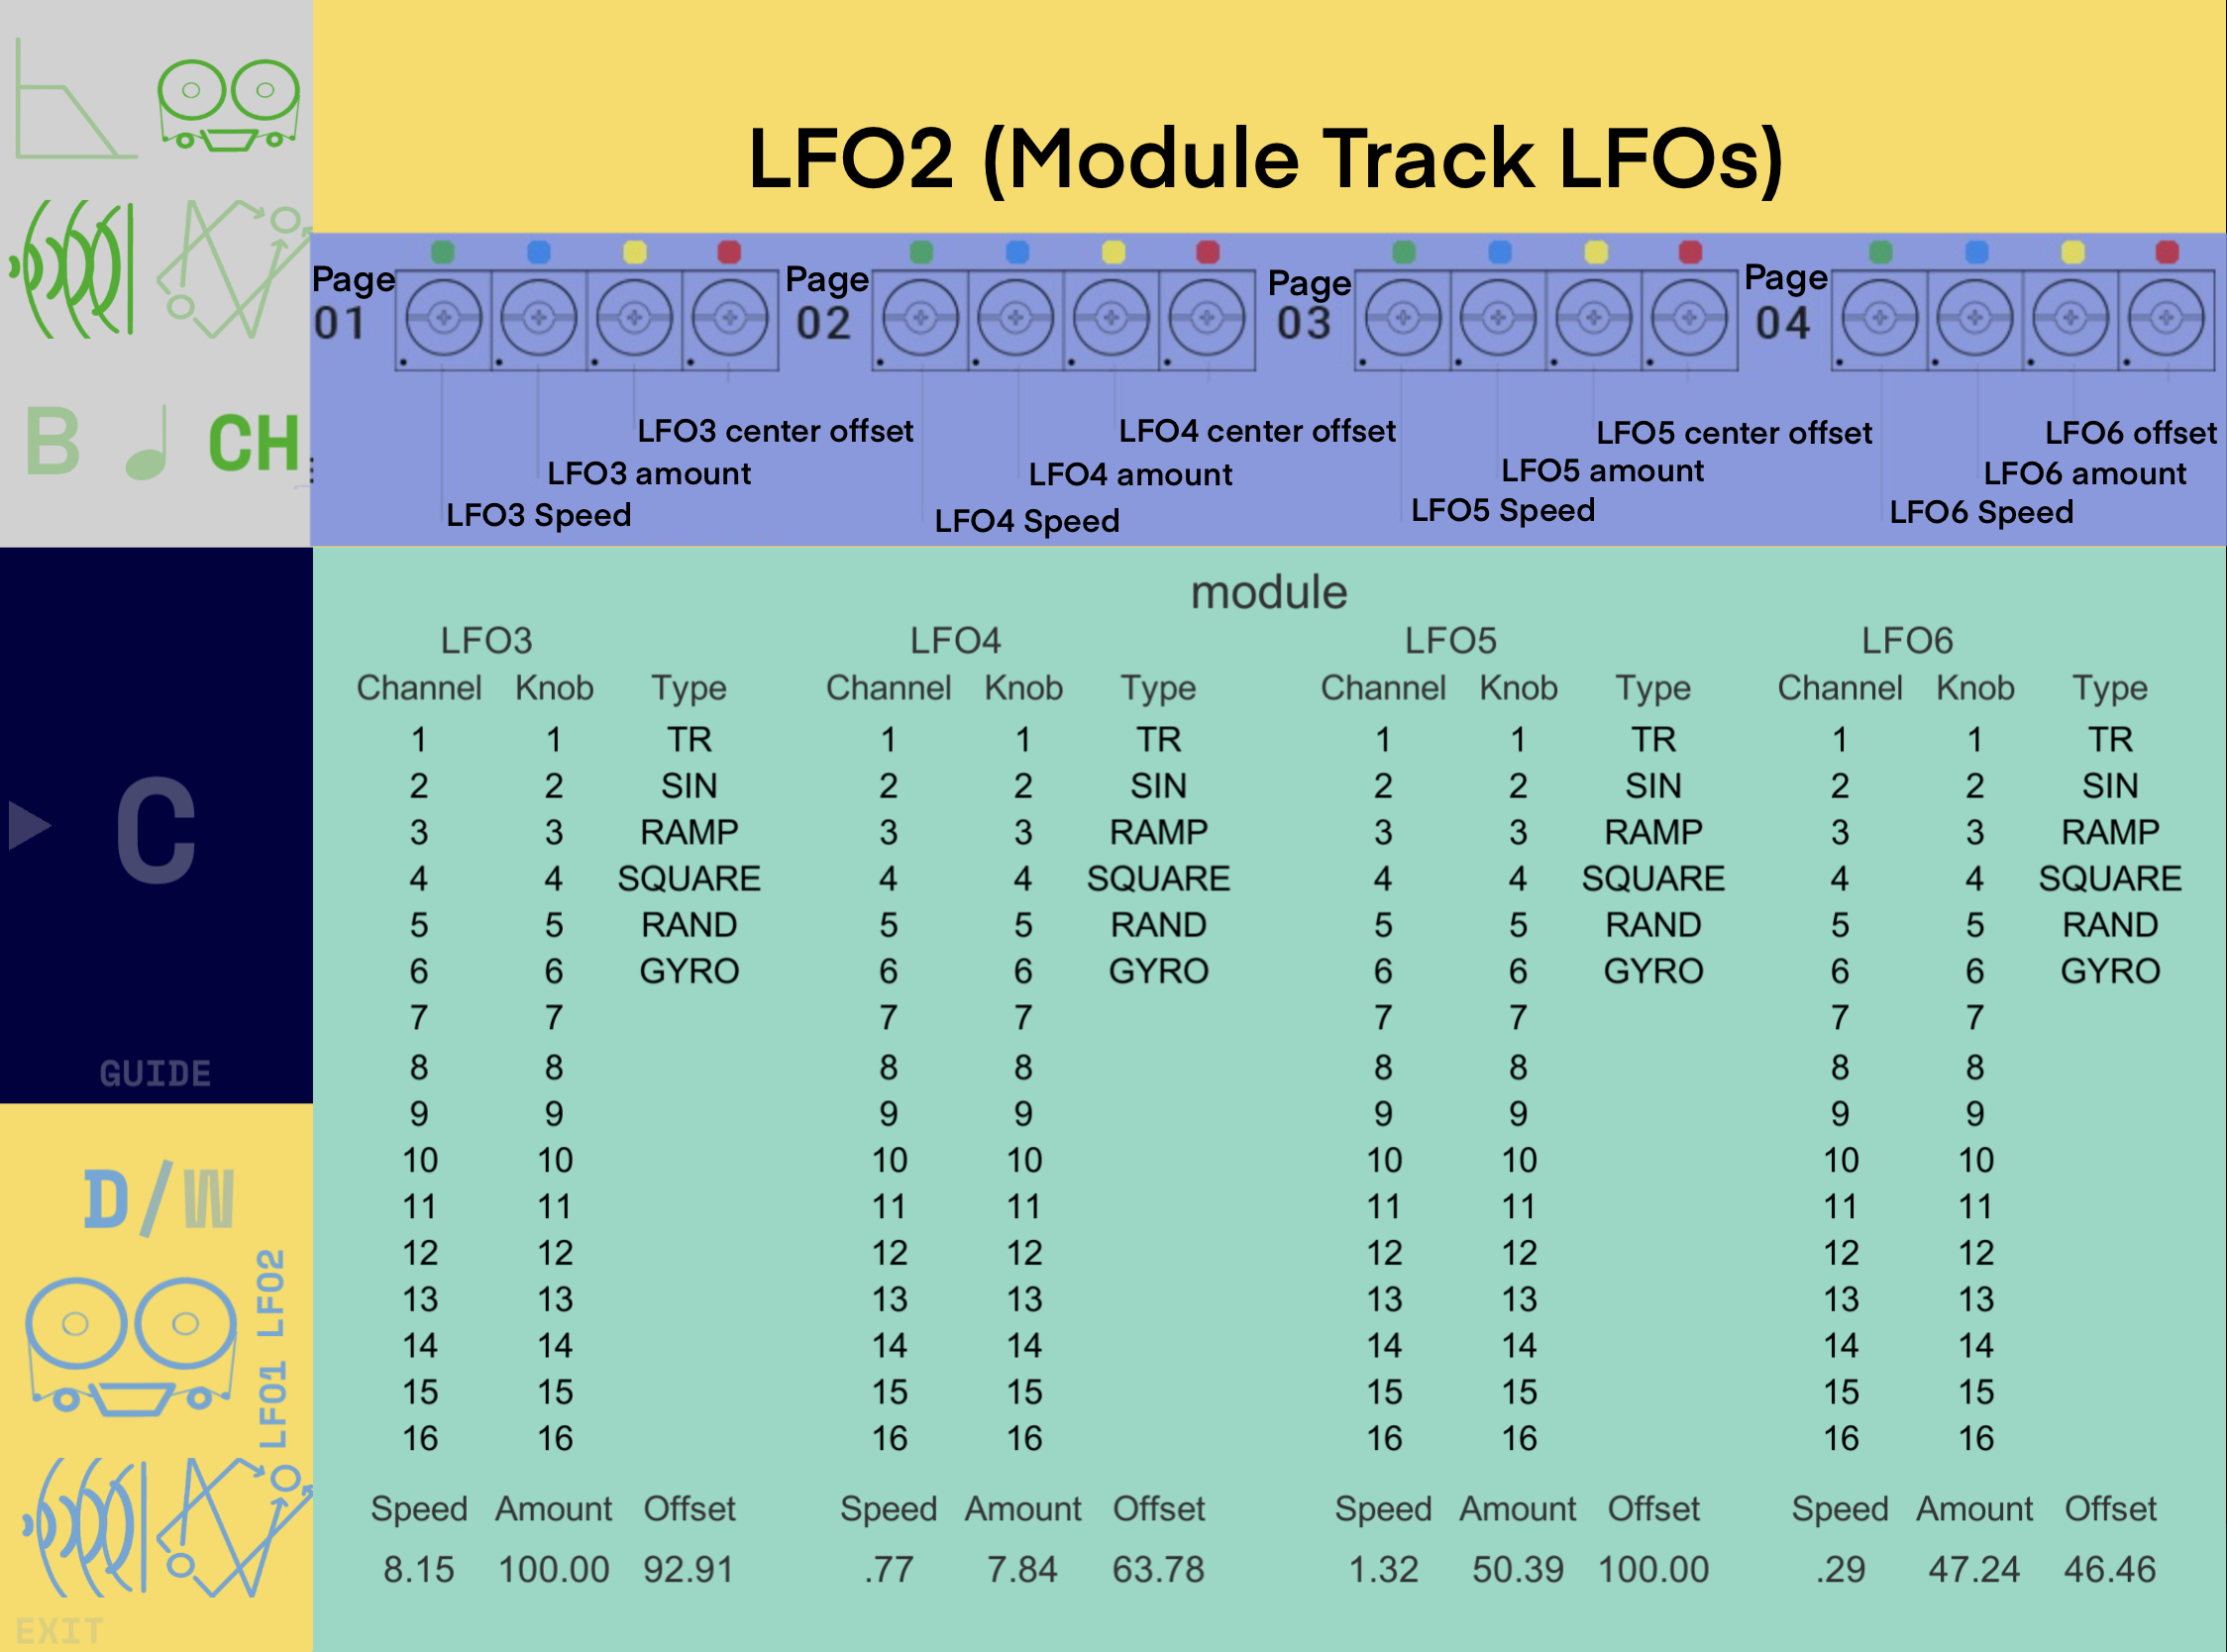 LFO2 (Module Track LFOs)
Page 01
Page 02
Page 03
Page 04
LFO3 center offset
LFO3 amount
LFO3 Speed
LFO4 center offset
LFO4 amount
LFO4 Speed
LFO5 center offset
LFO5 amount
LFO5 Speed
LFO6 offset
LFO6 amount
LFO6 Speed
B CH
C
GUIDE
D/W
LFO1 LFO2
EXIT
module
LFO3 LFO4 LFO5 LFO6
Channel Knob Type Channel Knob Type Channel Knob Type Channel Knob Type
1 1 TR 1 1 TR 1 1 TR 1 1 TR
2 2 SIN 2 2 SIN 2 2 SIN 2 2 SIN
3 3 RAMP 3 3 RAMP 3 3 RAMP 3 3 RAMP
4 4 SQUARE 4 4 SQUARE 4 4 SQUARE 4 4 SQUARE
5 5 RAND 5 5 RAND 5 5 RAND 5 5 RAND
6 6 GYRO 6 6 GYRO 6 6 GYRO 6 6 GYRO
7 7 7 7 7 7 7 7
8 8 8 8 8 8 8 8
9 9 9 9 9 9 9 9
10 10 10 10 10 10 10 10
11 11 11 11 11 11 11 11
12 12 12 12 12 12 12 12
13 13 13 13 13 13 13 13
14 14 14 14 14 14 14 14
15 15 15 15 15 15 15 15
16 16 16 16 16 16 16 16
Speed Amount Offset Speed Amount Offset Speed Amount Offset Speed Amount Offset
8.15 100.00 92.91 .77 7.84 63.78 1.32 50.39 100.00 .29 47.24 46.46